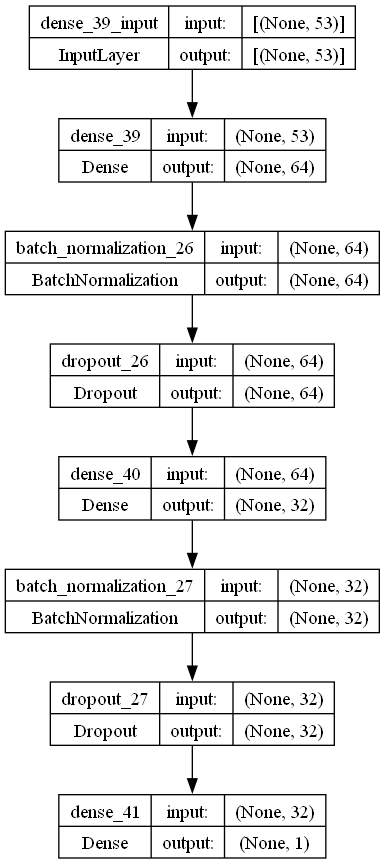 dense_39_input input: [(None, 53)]
InputLayer output: [(None, 53)]
dense_39 input: (None, 53)
Dense output: (None, 64)
batch_normalization_26 input: (None, 64)
BatchNormalization output: (None, 64)
dropout_26 input: (None, 64)
Dropout output: (None, 64)
dense_40 input: (None, 64)
Dense output: (None, 32)
batch_normalization_27 input: (None, 32)
BatchNormalization output: (None, 32)
dropout_27 input: (None, 32)
Dropout output: (None, 32)
dense_41 input: (None, 32)
Dense output: (None, 1)